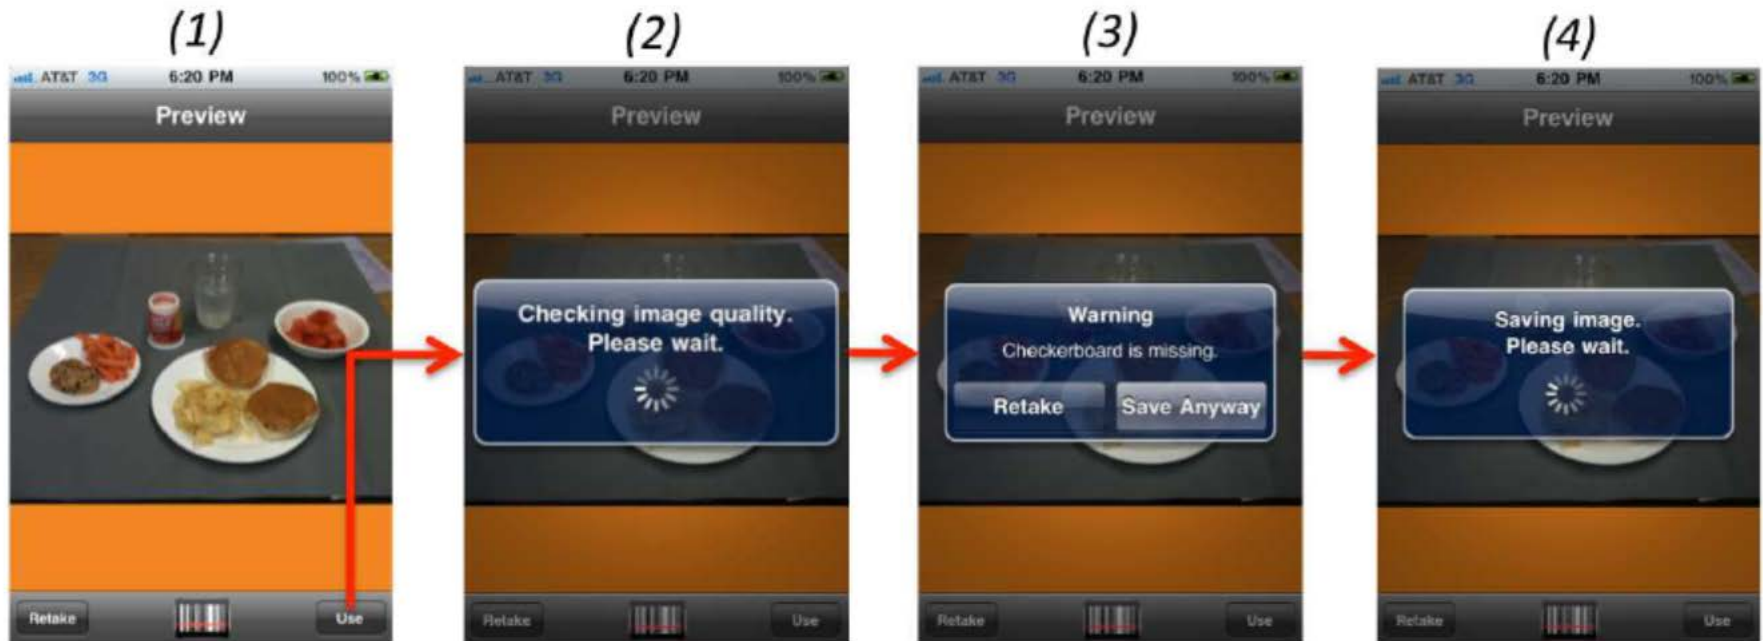 (1)
AT&T 3G 6:20 PM 100%
Preview
Retake
Use
(2)
AT&T 3G 6:20 PM 100%
Preview
Checking image quality.
Please wait.
Retake
Use
(3)
AT&T 3G 6:20 PM 100%
Preview
Warning
Checkerboard is missing.
Retake
Save Anyway
Retake
Use
(4)
AT&T 3G 6:20 PM 100%
Preview
Saving image.
Please wait.
Retake
Use